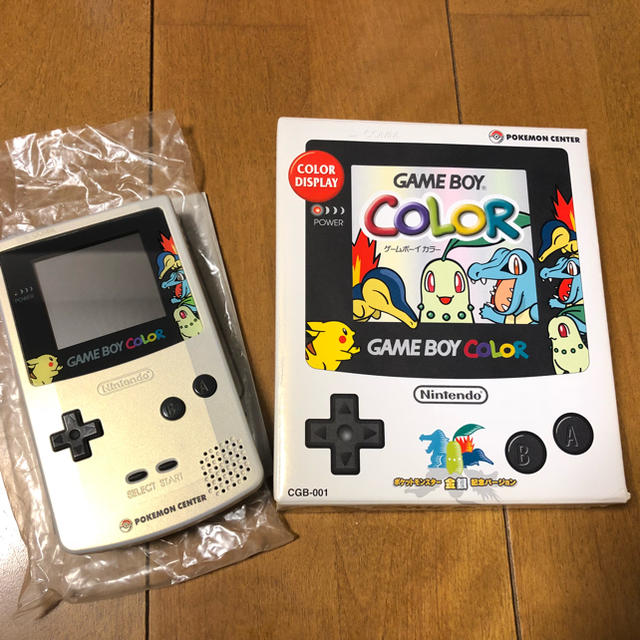 POWER
GAME BOY COLOR
Nintendo
B
A
SELECT START
POKEMON CENTER
POKEMON CENTER
COLOR
DISPLAY
POWER
GAME BOY
COLOR
ゲームボーイカラー
GAME BOY COLOR
Nintendo
B
A
ポケットモンスター 金銀 記念バージョン
CGB-001